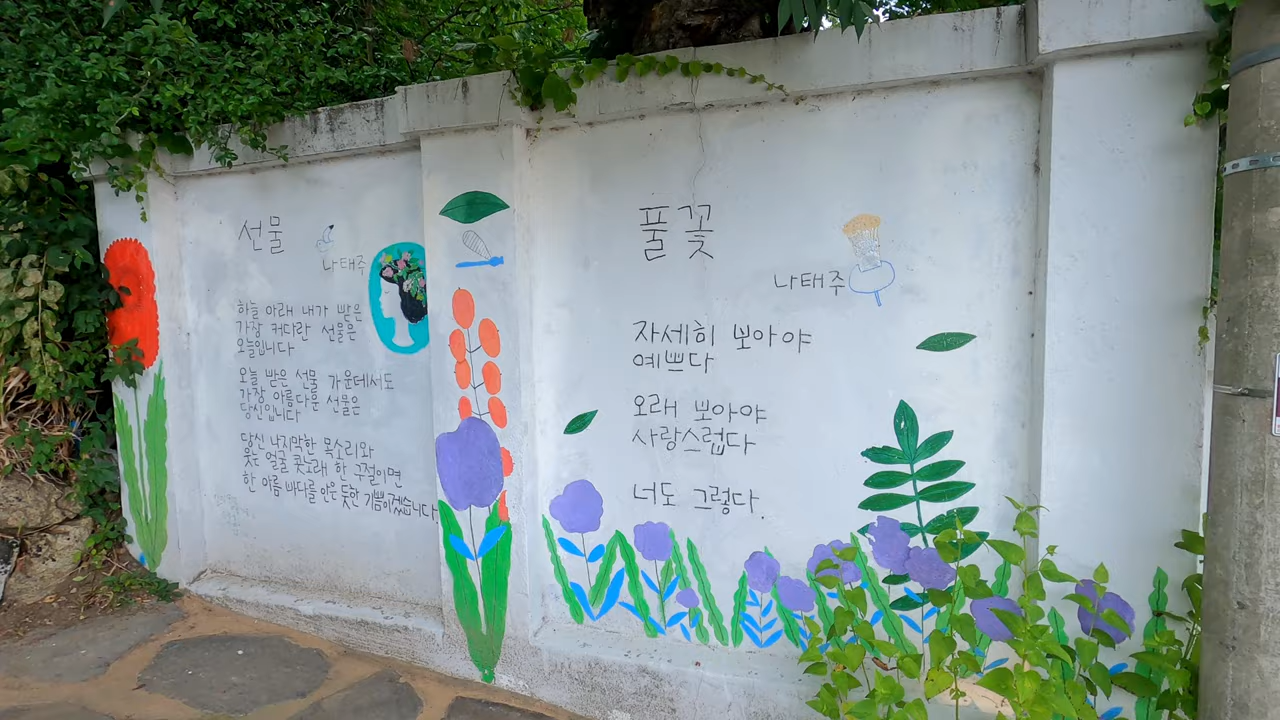 선물
나태주
하늘 아래 내가 받은
가장 커다란 선물은
오늘입니다
오늘 받은 선물 가운데서도
가장 아름다운 선물은
당신입니다
당신 나지막한 목소리와
웃는 얼굴 콧노래 한 구절이면
한 아름 바다를 안은 듯한 기쁨이겠습니다.
풀꽃
나태주
자세히 보아야
예쁘다
오래 보아야
사랑스럽다
너도 그렇다.